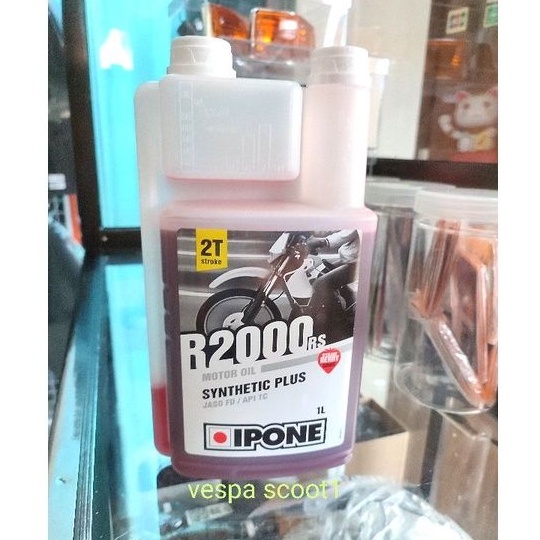 2T
stroke
R2000RS
MOTOR OIL
SYNTHETIC PLUS
JASO FD / API TC
1L
IPONE
vespa scoot1